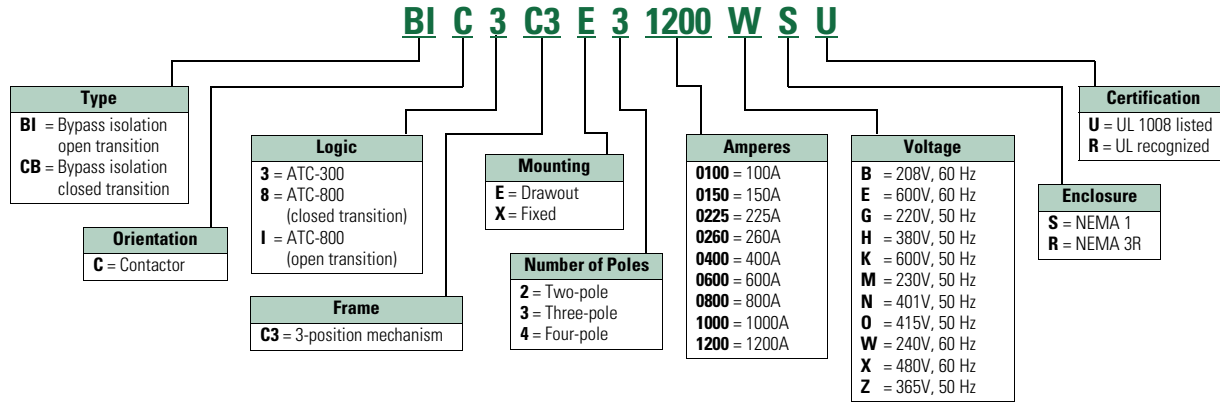 BI C 3 C3 E 3 1200 W S U
Type
BI = Bypass isolation
open transition
CB = Bypass isolation
closed transition
Orientation
C = Contactor
Logic
3 = ATC-300
8 = ATC-800
(closed transition)
I = ATC-800
(open transition)
Frame
C3 = 3-position mechanism
Mounting
E = Drawout
X = Fixed
Number of Poles
2 = Two-pole
3 = Three-pole
4 = Four-pole
Amperes
0100 = 100A
0150 = 150A
0225 = 225A
0260 = 260A
0400 = 400A
0600 = 600A
0800 = 800A
1000 = 1000A
1200 = 1200A
Voltage
B = 208V, 60 Hz
E = 600V, 60 Hz
G = 220V, 50 Hz
H = 380V, 50 Hz
K = 600V, 50 Hz
M = 230V, 50 Hz
N = 401V, 50 Hz
O = 415V, 50 Hz
W = 240V, 60 Hz
X = 480V, 60 Hz
Z = 365V, 50 Hz
Enclosure
S = NEMA 1
R = NEMA 3R
Certification
U = UL 1008 listed
R = UL recognized